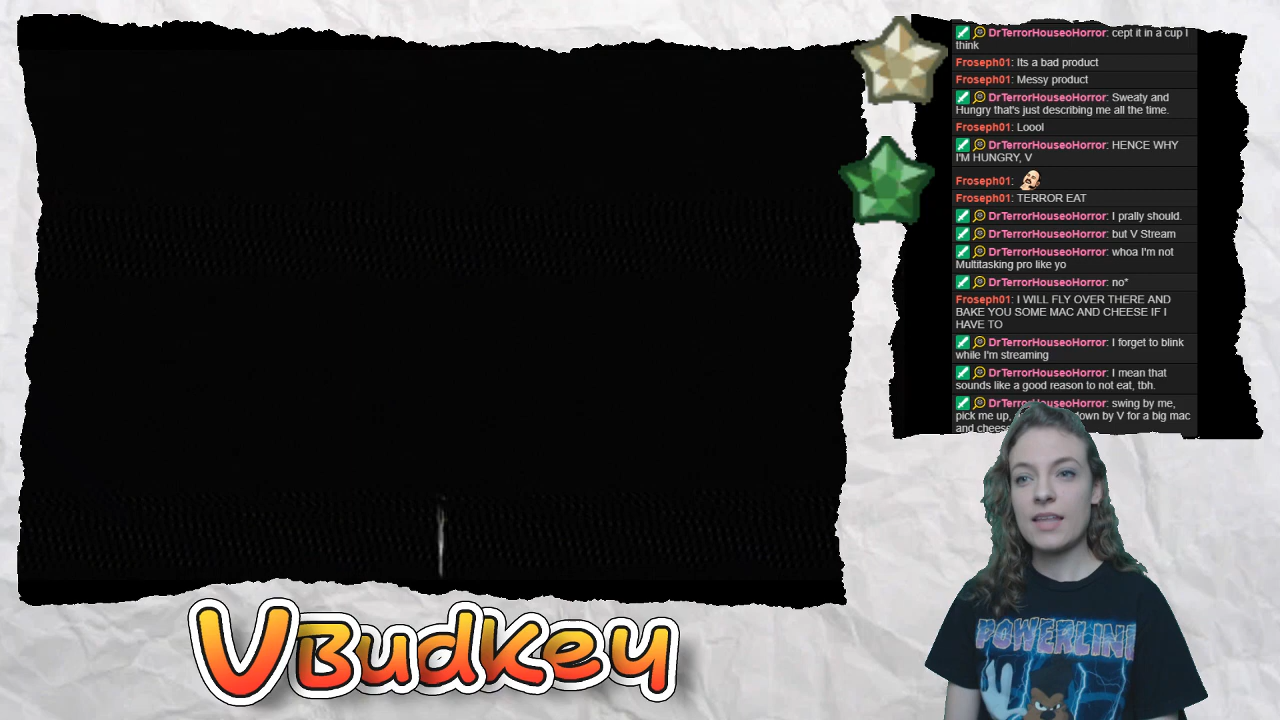 DrTerrorHouseoHorror: cept it in a cup I
think
Froseph01: Its a bad product
Froseph01: Messy product
DrTerrorHouseoHorror: Sweaty and
Hungry that's just describing me all the time.
Froseph01: Loool
DrTerrorHouseoHorror: HENCE WHY
I'M HUNGRY, V
Froseph01:
Froseph01: TERROR EAT
DrTerrorHouseoHorror: I prally should.
DrTerrorHouseoHorror: but V Stream
DrTerrorHouseoHorror: whoa I'm not
Multitasking pro like yo
DrTerrorHouseoHorror: no*
Froseph01: I WILL FLY OVER THERE AND
BAKE YOU SOME MAC AND CHEESE IF I
HAVE TO
DrTerrorHouseoHorror: I forget to blink
while I'm streaming
DrTerrorHouseoHorror: I mean that
sounds like a good reason to not eat, tbh.
DrTerrorHouseoHorror: swing by me,
pick me up, down by V for a big mac
and cheese
VBudkey
POWERLINE